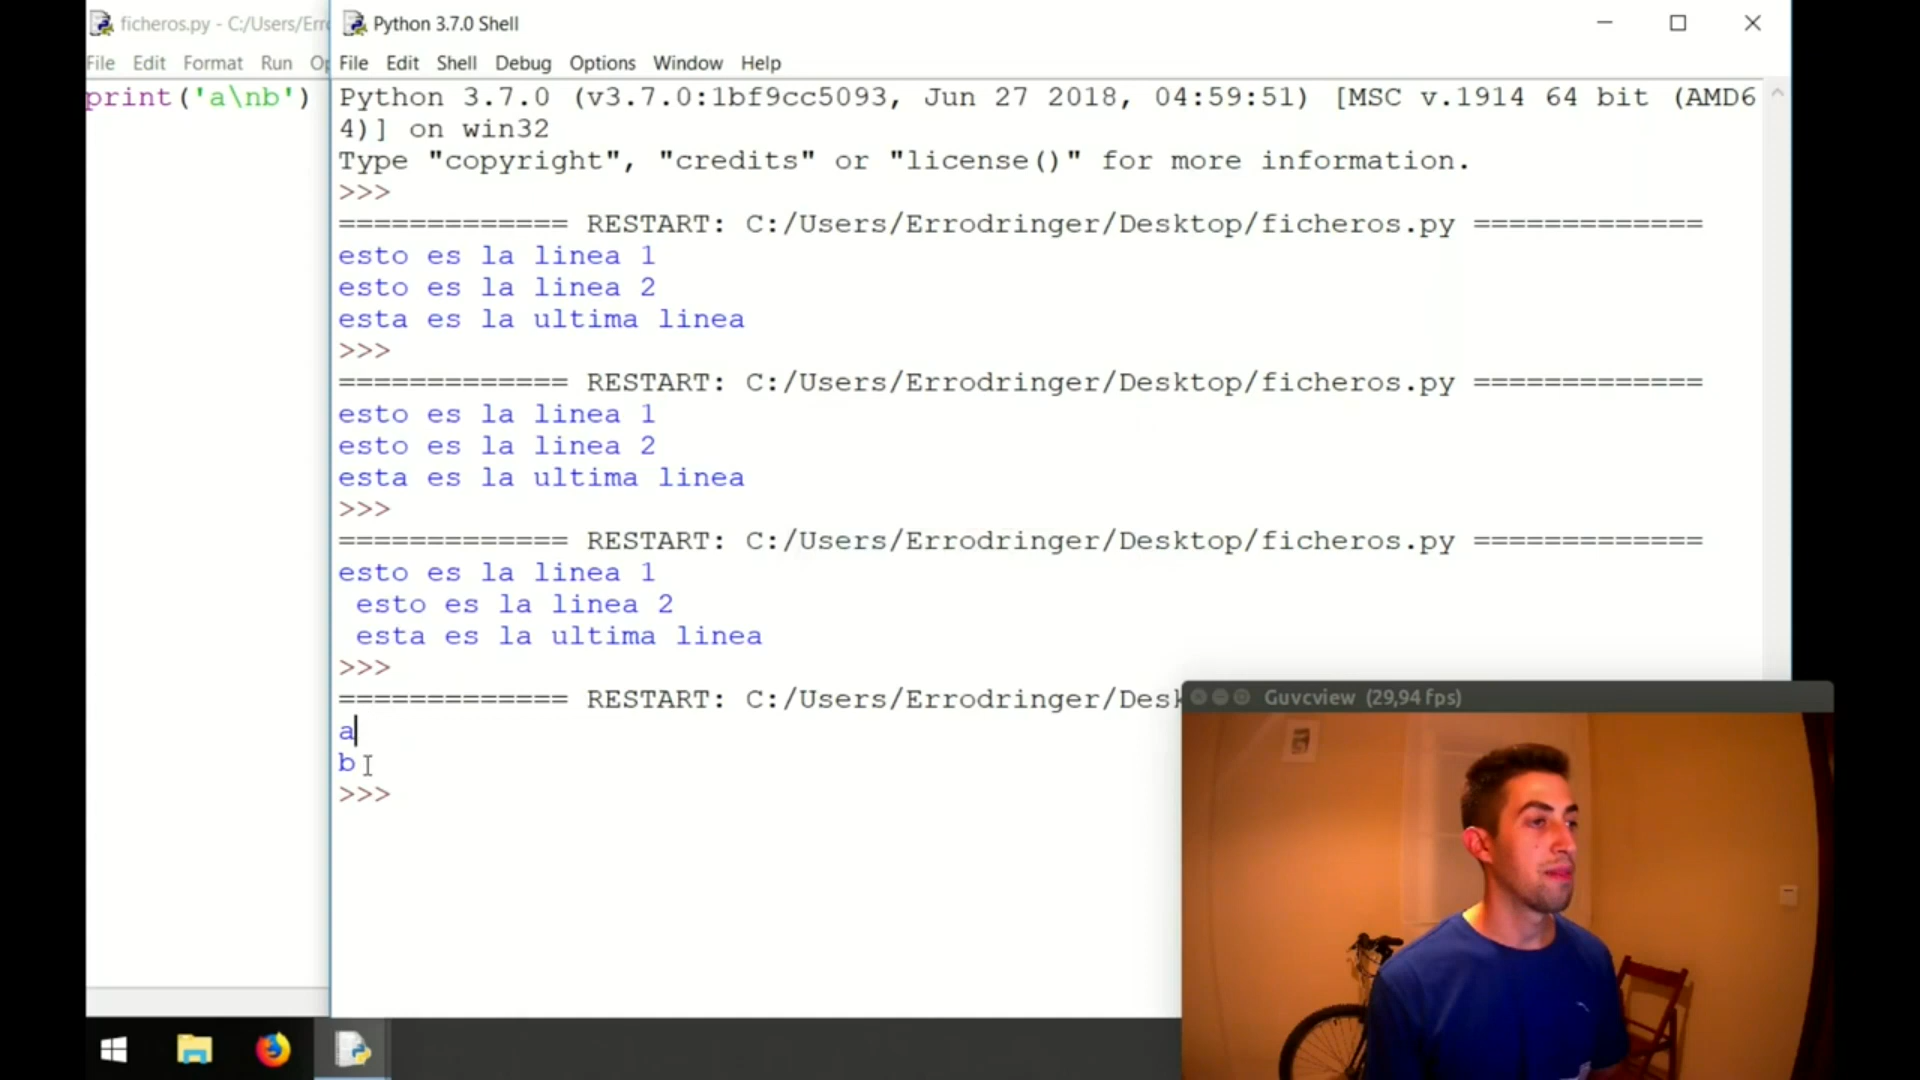 ficheros.py - C:/Users/Erro
File Edit Format Run Op
print('a\nb')
Python 3.7.0 Shell
File Edit Shell Debug Options Window Help
Python 3.7.0 (v3.7.0:1bf9cc5093, Jun 27 2018, 04:59:51) [MSC v.1914 64 bit (AMD6
4)] on win32
Type "copyright", "credits" or "license()" for more information.
>>>
============= RESTART: C:/Users/Errodringer/Desktop/ficheros.py =============
esto es la linea 1
esto es la linea 2
esta es la ultima linea
>>>
============= RESTART: C:/Users/Errodringer/Desktop/ficheros.py =============
esto es la linea 1
esto es la linea 2
esta es la ultima linea
>>>
============= RESTART: C:/Users/Errodringer/Desktop/ficheros.py =============
esto es la linea 1
 esto es la linea 2
 esta es la ultima linea
>>>
============= RESTART: C:/Users/Errodringer/Desk
a
b
>>>
Guvcview (29,94 fps)